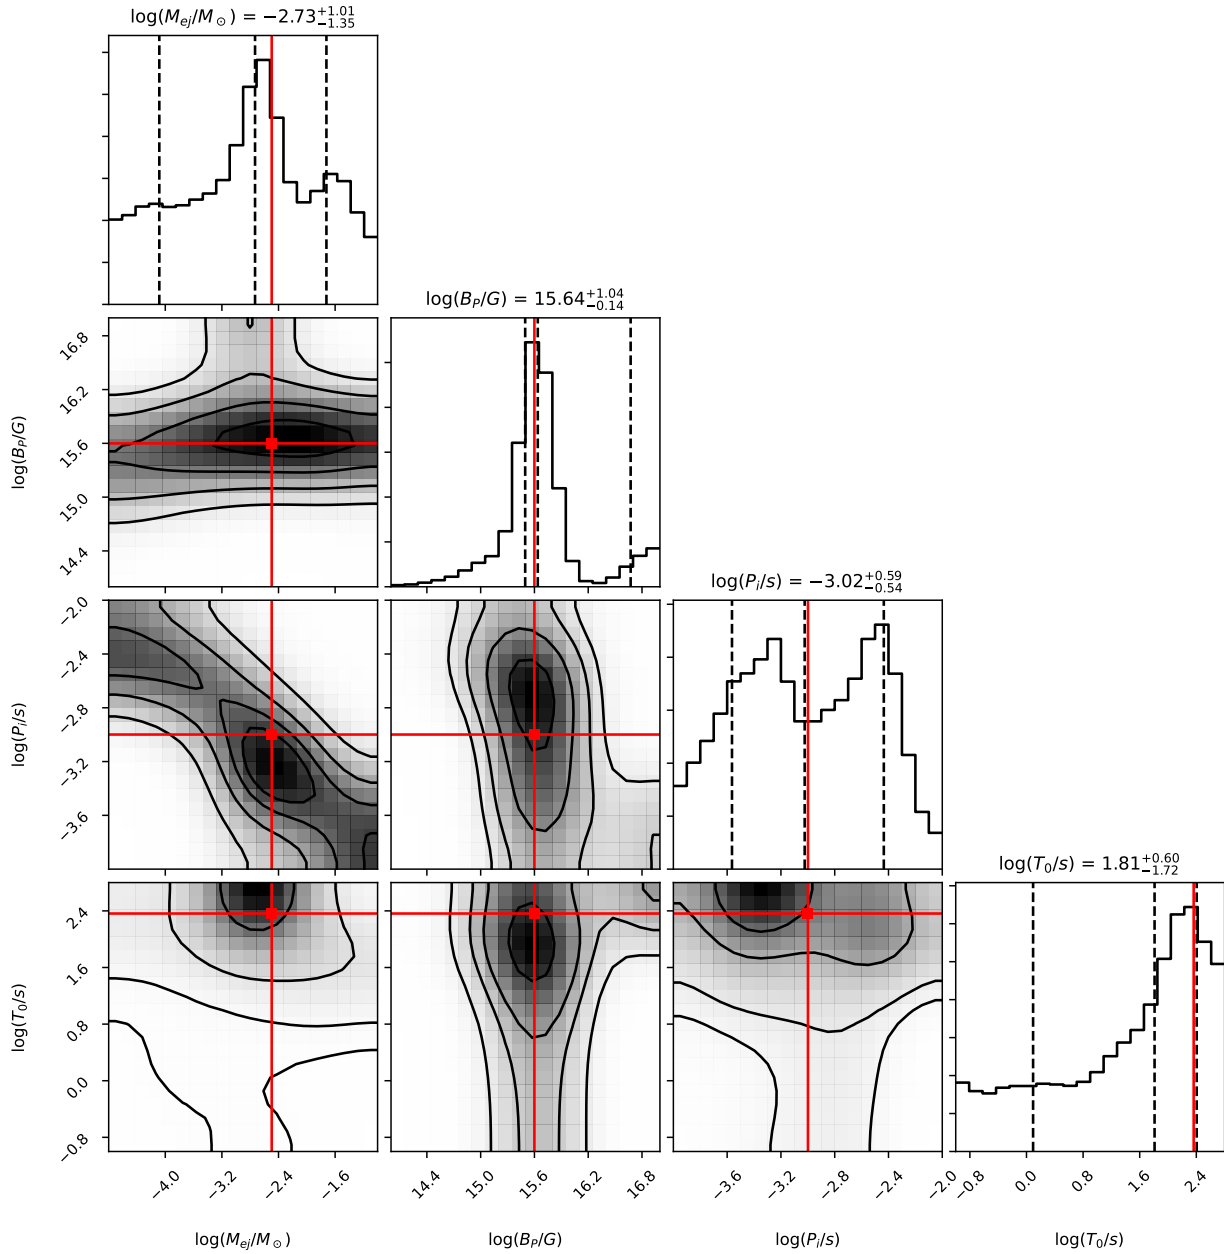 log(M_ej/M_⊙) = −2.73^{+1.01}_{−1.35}
log(B_P/G) = 15.64^{+1.04}_{−0.14}
16.8
16.2
15.6
15.0
14.4
log(B_P/G)
log(P_i/s) = −3.02^{+0.59}_{−0.54}
−2.0
−2.4
−2.8
−3.2
−3.6
log(P_i/s)
log(T_0/s) = 1.81^{+0.60}_{−1.72}
2.4
1.6
0.8
0.0
−0.8
log(T_0/s)
−4.0 −3.2 −2.4 −1.6
14.4 15.0 15.6 16.2 16.8
−3.6 −3.2 −2.8 −2.4 −2.0
−0.8 0.0 0.8 1.6 2.4
log(M_ej/M_⊙) log(B_P/G) log(P_i/s) log(T_0/s)